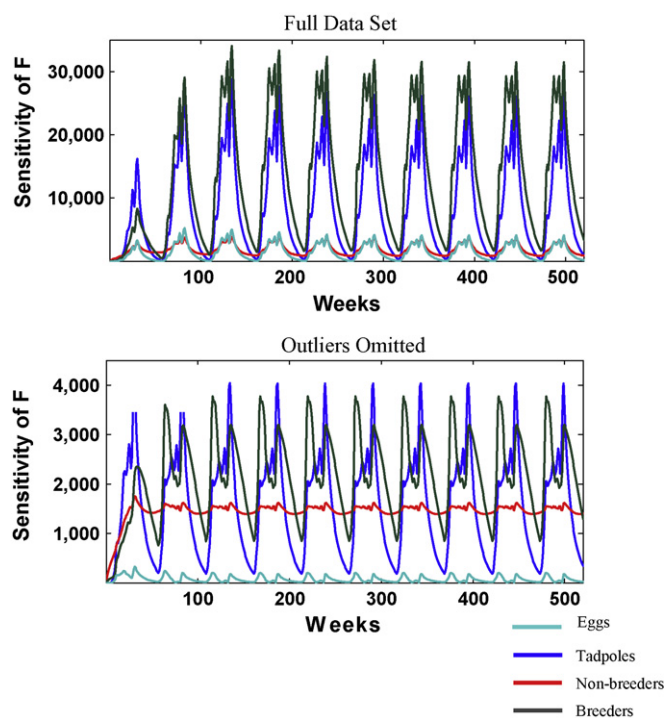 Full Data Set
Sensitivity of F
30,000
20,000
10,000
100 200 300 400 500
Weeks
Outliers Omitted
Sensitivity of F
4,000
3,000
2,000
1,000
100 200 300 400 500
Weeks
Eggs
Tadpoles
Non-breeders
Breeders